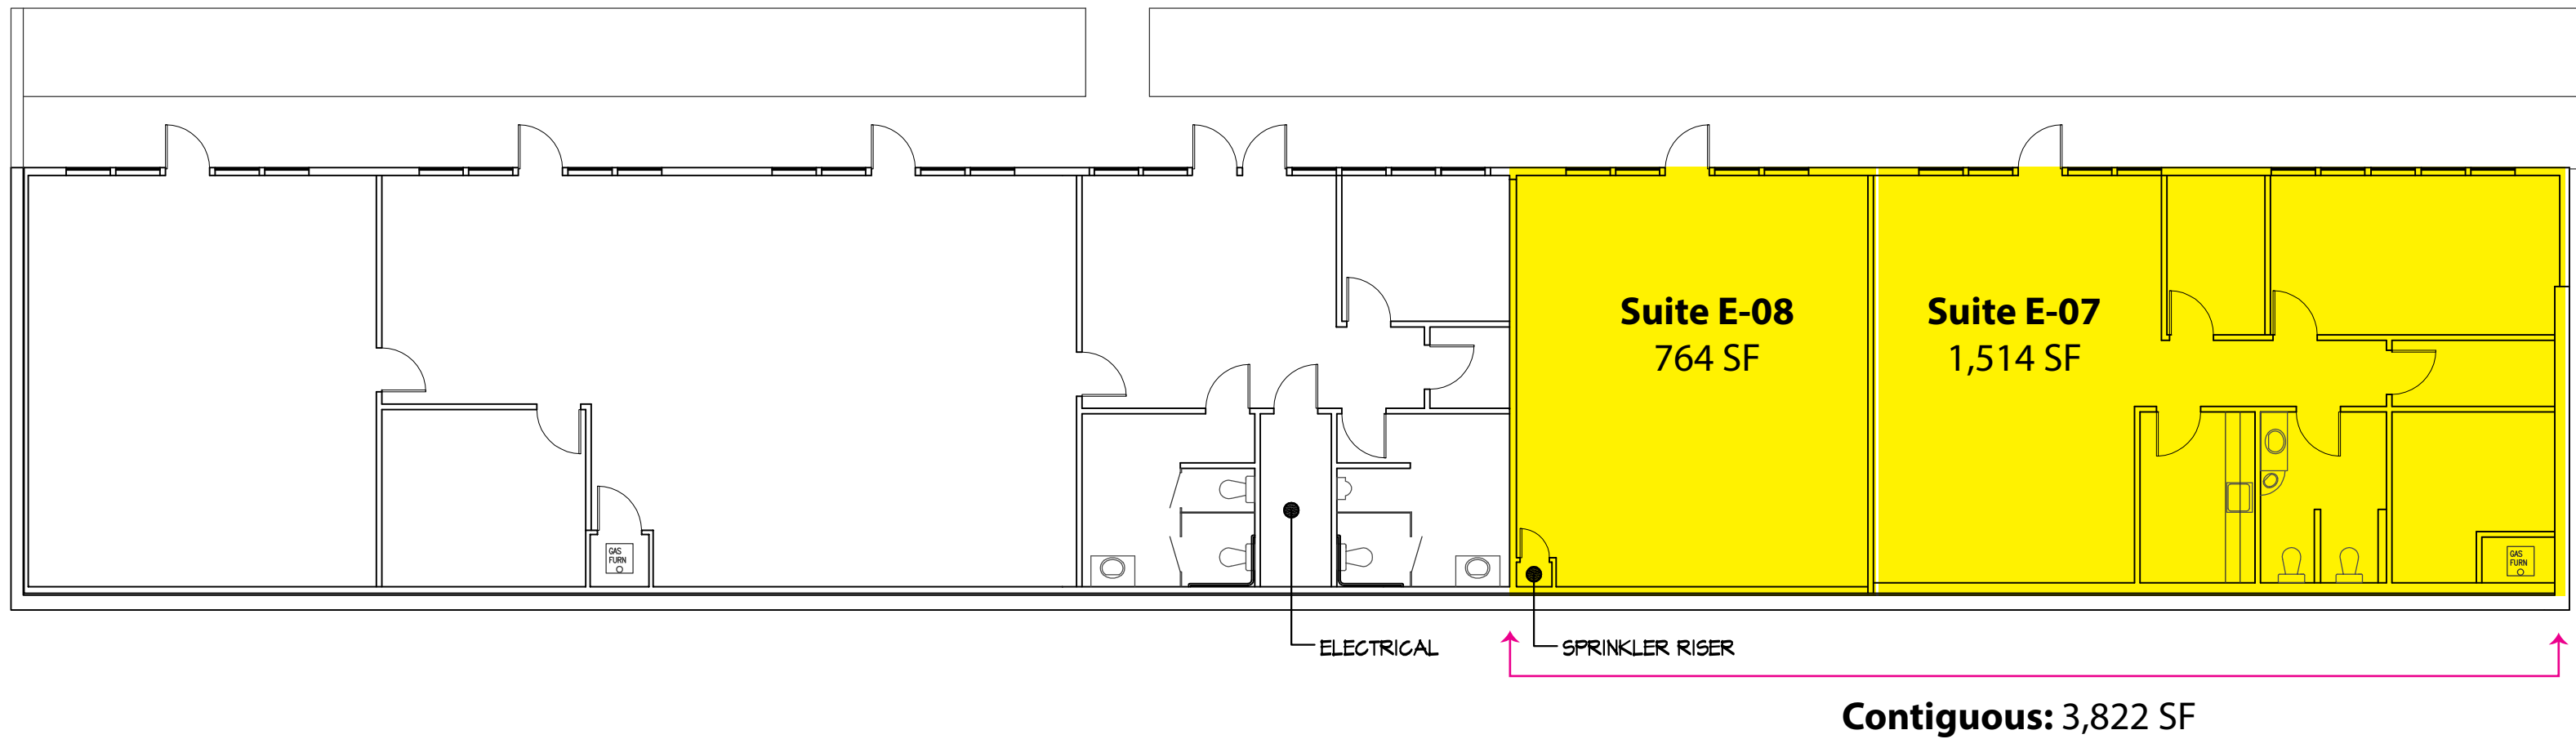 Suite E-08
764 SF
Suite E-07
1,514 SF
GAS
FURN
GAS
FURN
ELECTRICAL
SPRINKLER RISER
Contiguous: 3,822 SF